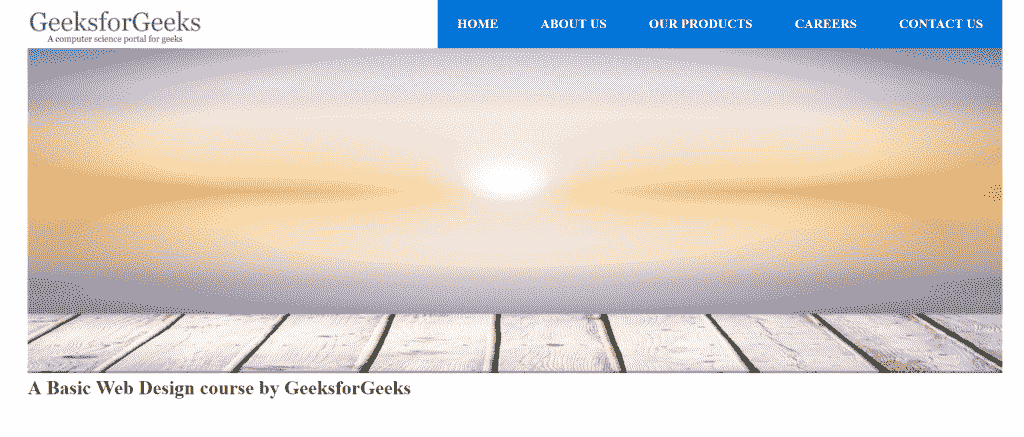 GeeksforGeeks
A computer science portal for geeks
HOME ABOUT US OUR PRODUCTS CAREERS CONTACT US
A Basic Web Design course by GeeksforGeeks